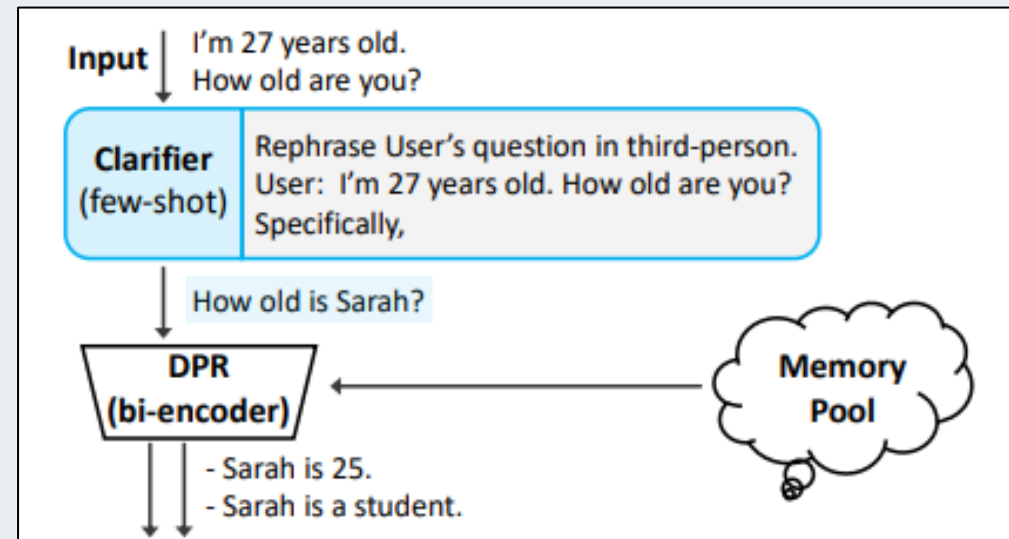 Input
I'm 27 years old.
How old are you?
Clarifier
(few-shot)
Rephrase User's question in third-person.
User:  I'm 27 years old. How old are you?
Specifically,
How old is Sarah?
DPR
(bi-encoder)
Memory
Pool
- Sarah is 25.
- Sarah is a student.